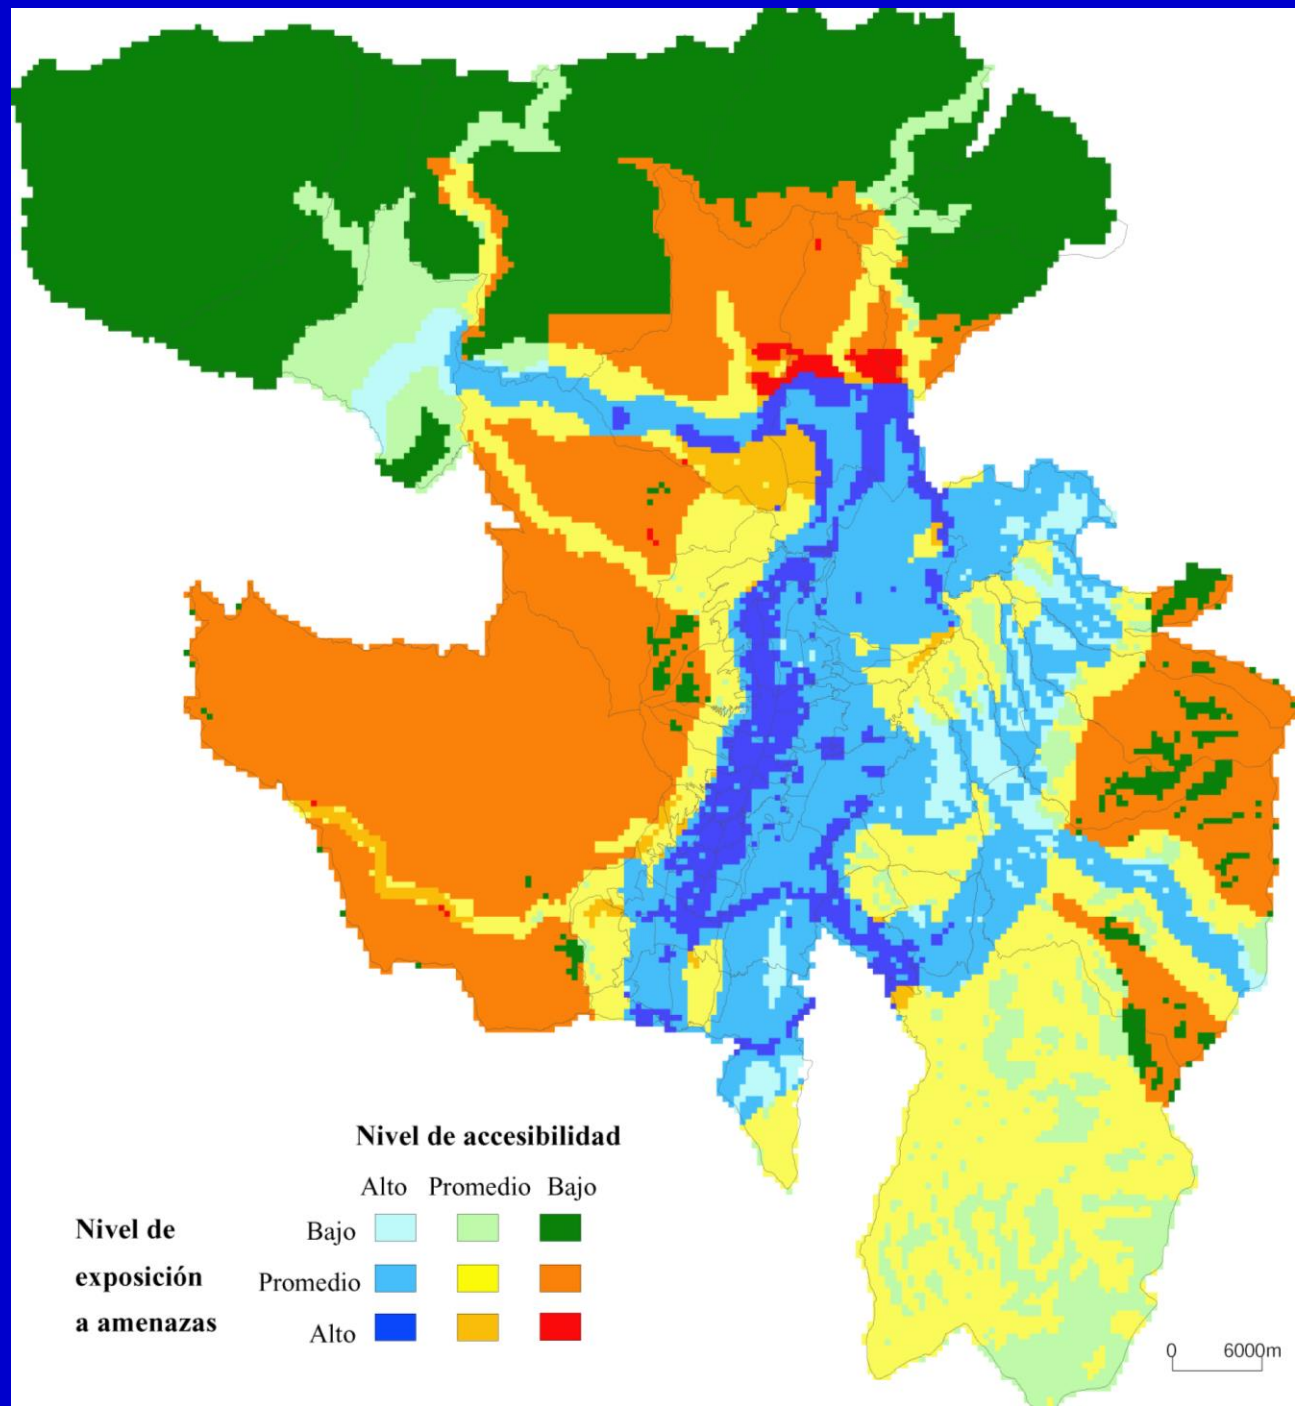 Nivel de accesibilidad
Alto Promedio Bajo
Nivel de
exposición
a amenazas
Bajo
Promedio
Alto
0 6000m